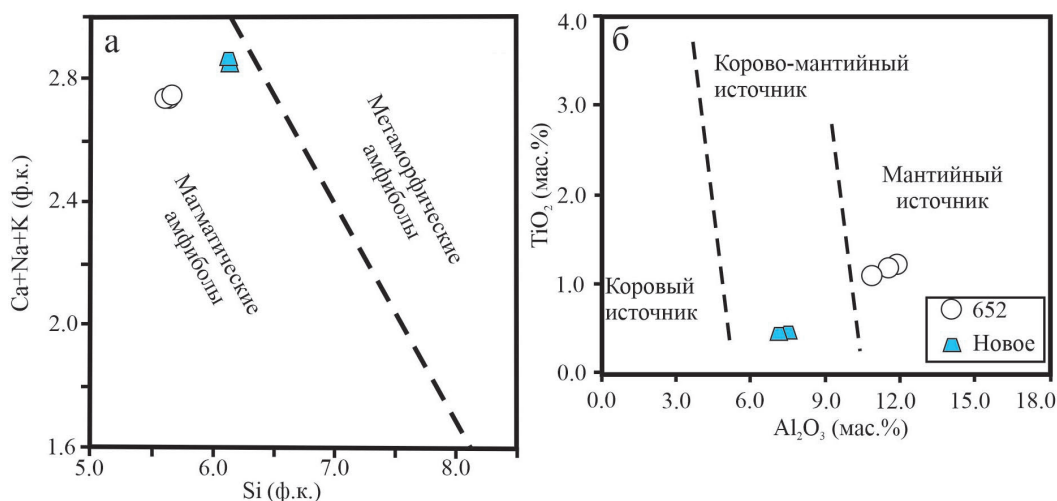 а
2.8
2.4
2.0
1.6
Ca+Na+K (ф.к.)
5.0
6.0
7.0
8.0
Si (ф.к.)
Магматические
амфиболы
Метаморфические
амфиболы
б
4.0
3.0
2.0
1.0
0.0
TiO₂ (мас.%)
0.0
3.0
6.0
9.0
12.0
15.0
18.0
Al₂O₃ (мас.%)
Корово-мантийный
источник
Мантийный
источник
Коровый
источник
652
Новое